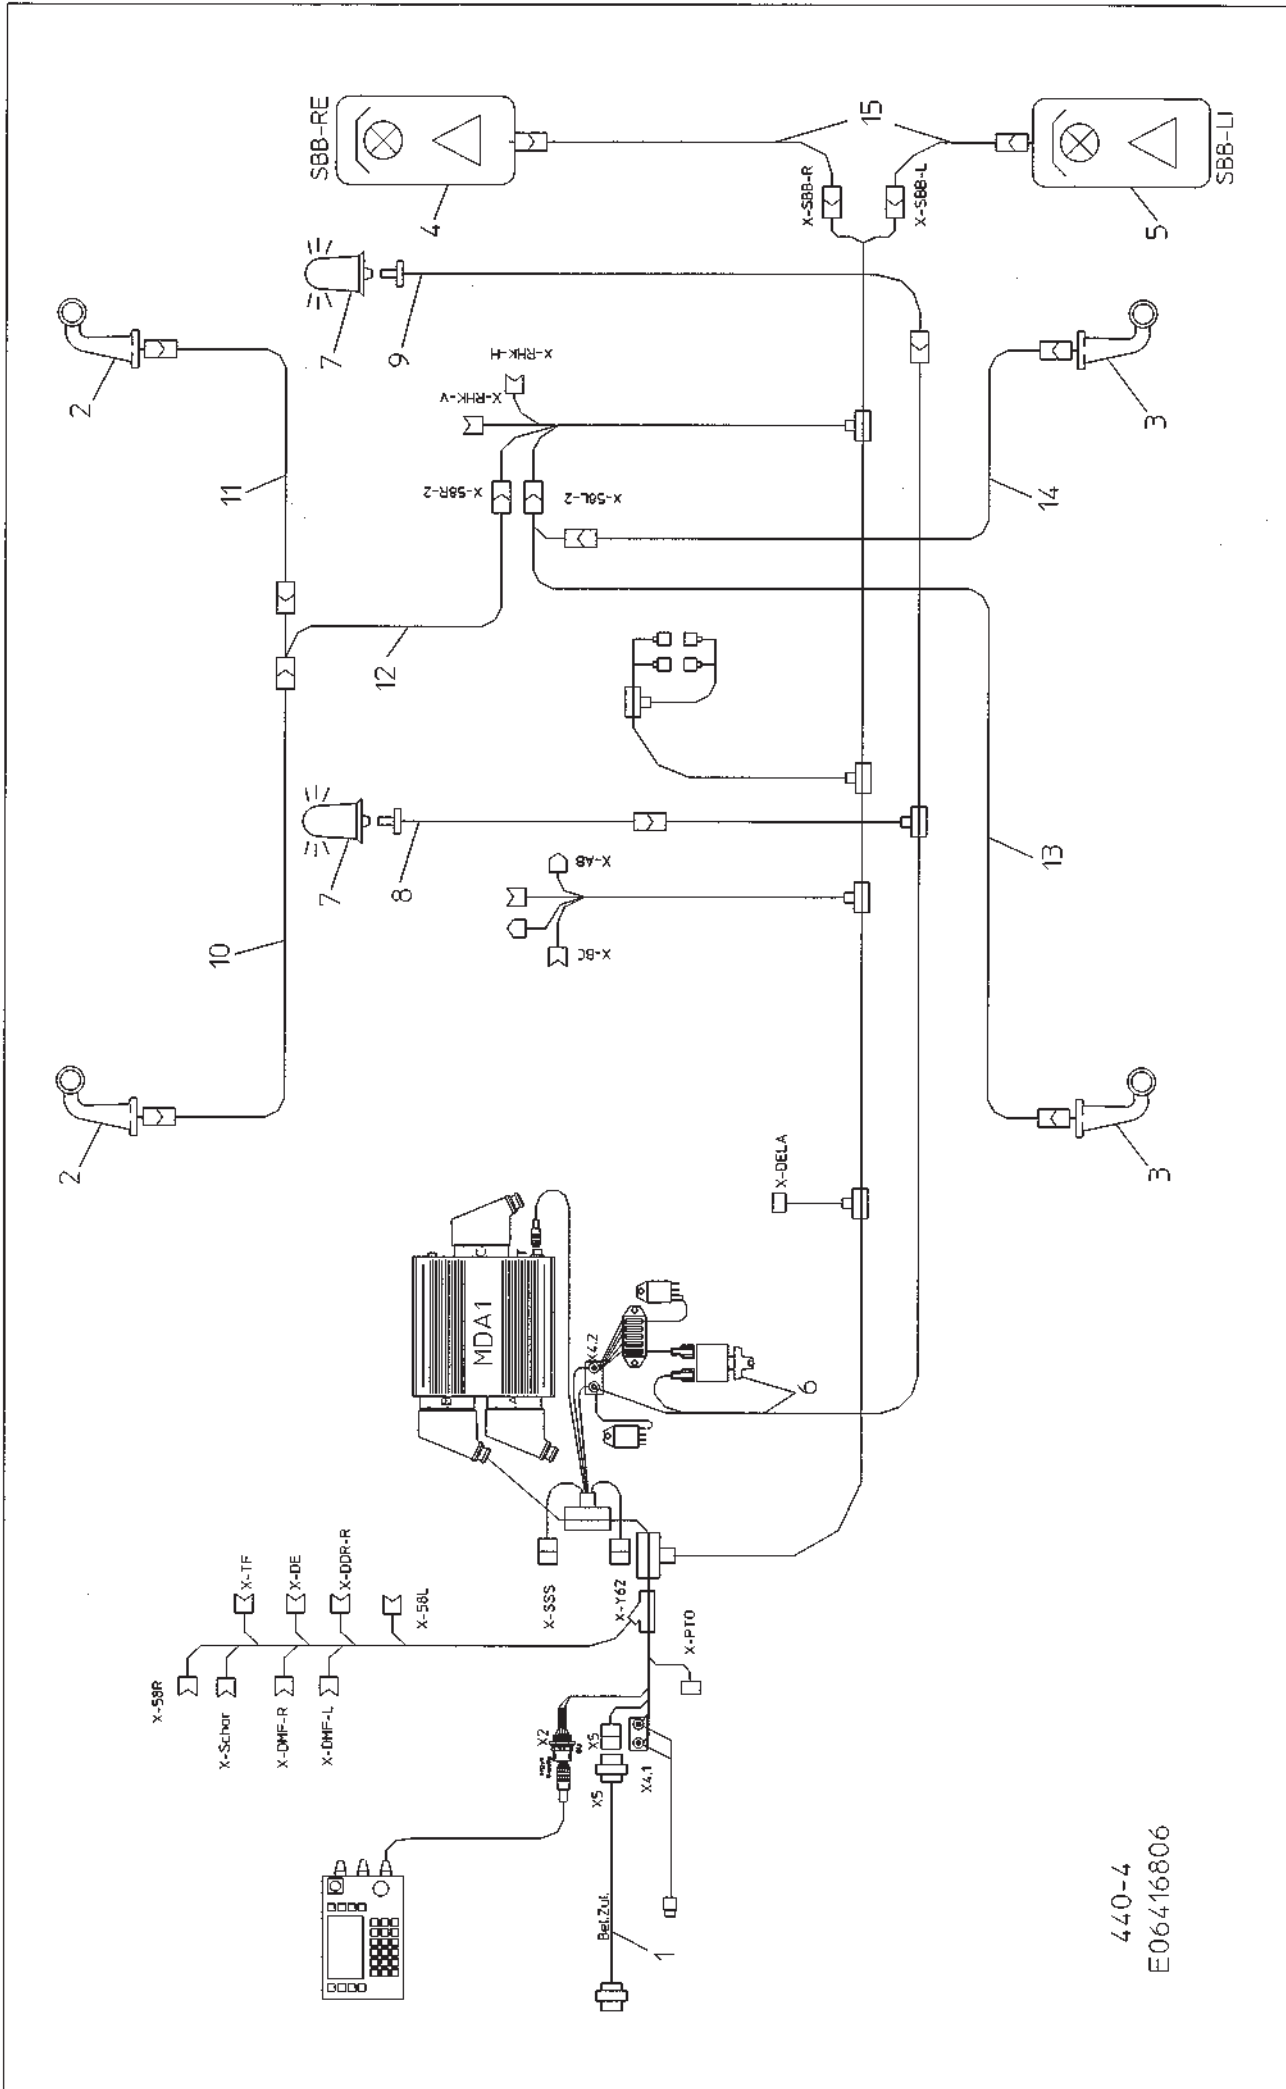 SBB-RE
4
7
9
2
11
X-RHK-H
X-RHK-V
X-SBB-R
15
X-SBB-L
5
SBB-LI
X-58R-2
X-58L-2
3
14
12
10
7
8
X-AB
X-BC
13
2
3
X-DELA
C
T
MDA1
B
A
X4.2
6
X-TF
X-DE
X-DDR-R
X-58L
X-SSS
X-Y62
X-PTO
X-58R
X-Schar
X-DMF-R
X-DMF-L
X2
X5
X5
X4.1
Bel.Zul.
1
440-4
E06416806